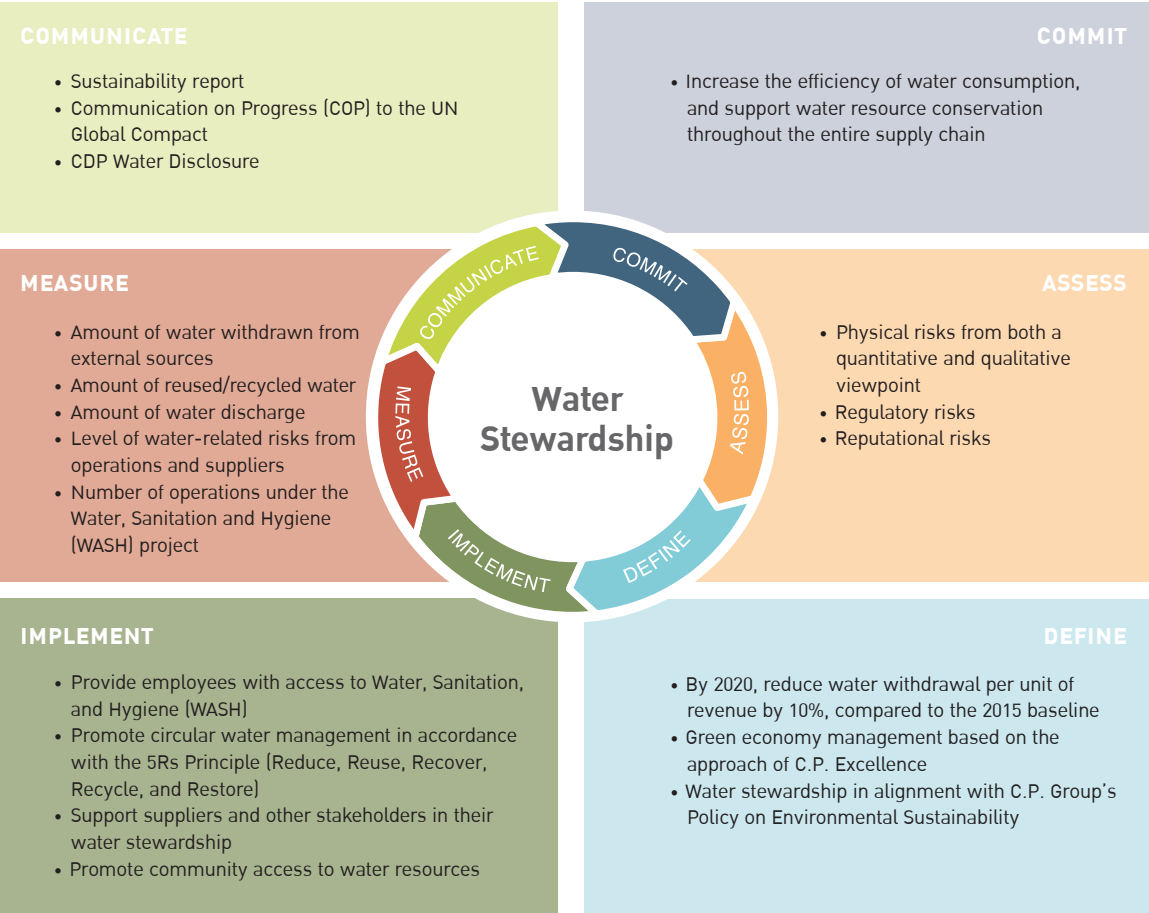 COMMUNICATE
• Sustainability report
• Communication on Progress (COP) to the UN
Global Compact
• CDP Water Disclosure
COMMIT
• Increase the efficiency of water consumption,
and support water resource conservation
throughout the entire supply chain
MEASURE
• Amount of water withdrawn from
external sources
• Amount of reused/recycled water
• Amount of water discharge
• Level of water-related risks from
operations and suppliers
• Number of operations under the
Water, Sanitation and Hygiene
(WASH) project
COMMUNICATE
COMMIT
ASSESS
DEFINE
IMPLEMENT
MEASURE
Water
Stewardship
ASSESS
• Physical risks from both a
quantitative and qualitative
viewpoint
• Regulatory risks
• Reputational risks
IMPLEMENT
• Provide employees with access to Water, Sanitation,
and Hygiene (WASH)
• Promote circular water management in accordance
with the 5Rs Principle (Reduce, Reuse, Recover,
Recycle, and Restore)
• Support suppliers and other stakeholders in their
water stewardship
• Promote community access to water resources
DEFINE
• By 2020, reduce water withdrawal per unit of
revenue by 10%, compared to the 2015 baseline
• Green economy management based on the
approach of C.P. Excellence
• Water stewardship in alignment with C.P. Group's
Policy on Environmental Sustainability